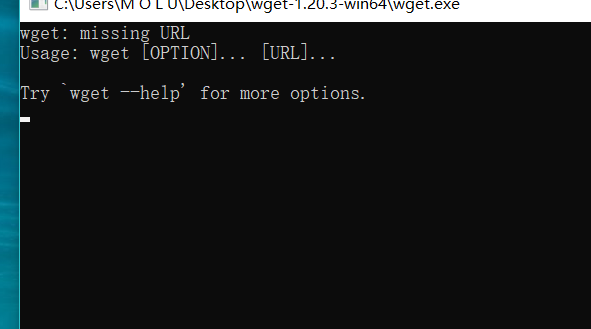 C:\Users\M O L U\Desktop\wget-1.20.3-win64\wget.exe
wget: missing URL
Usage: wget [OPTION]... [URL]...
Try `wget --help' for more options.